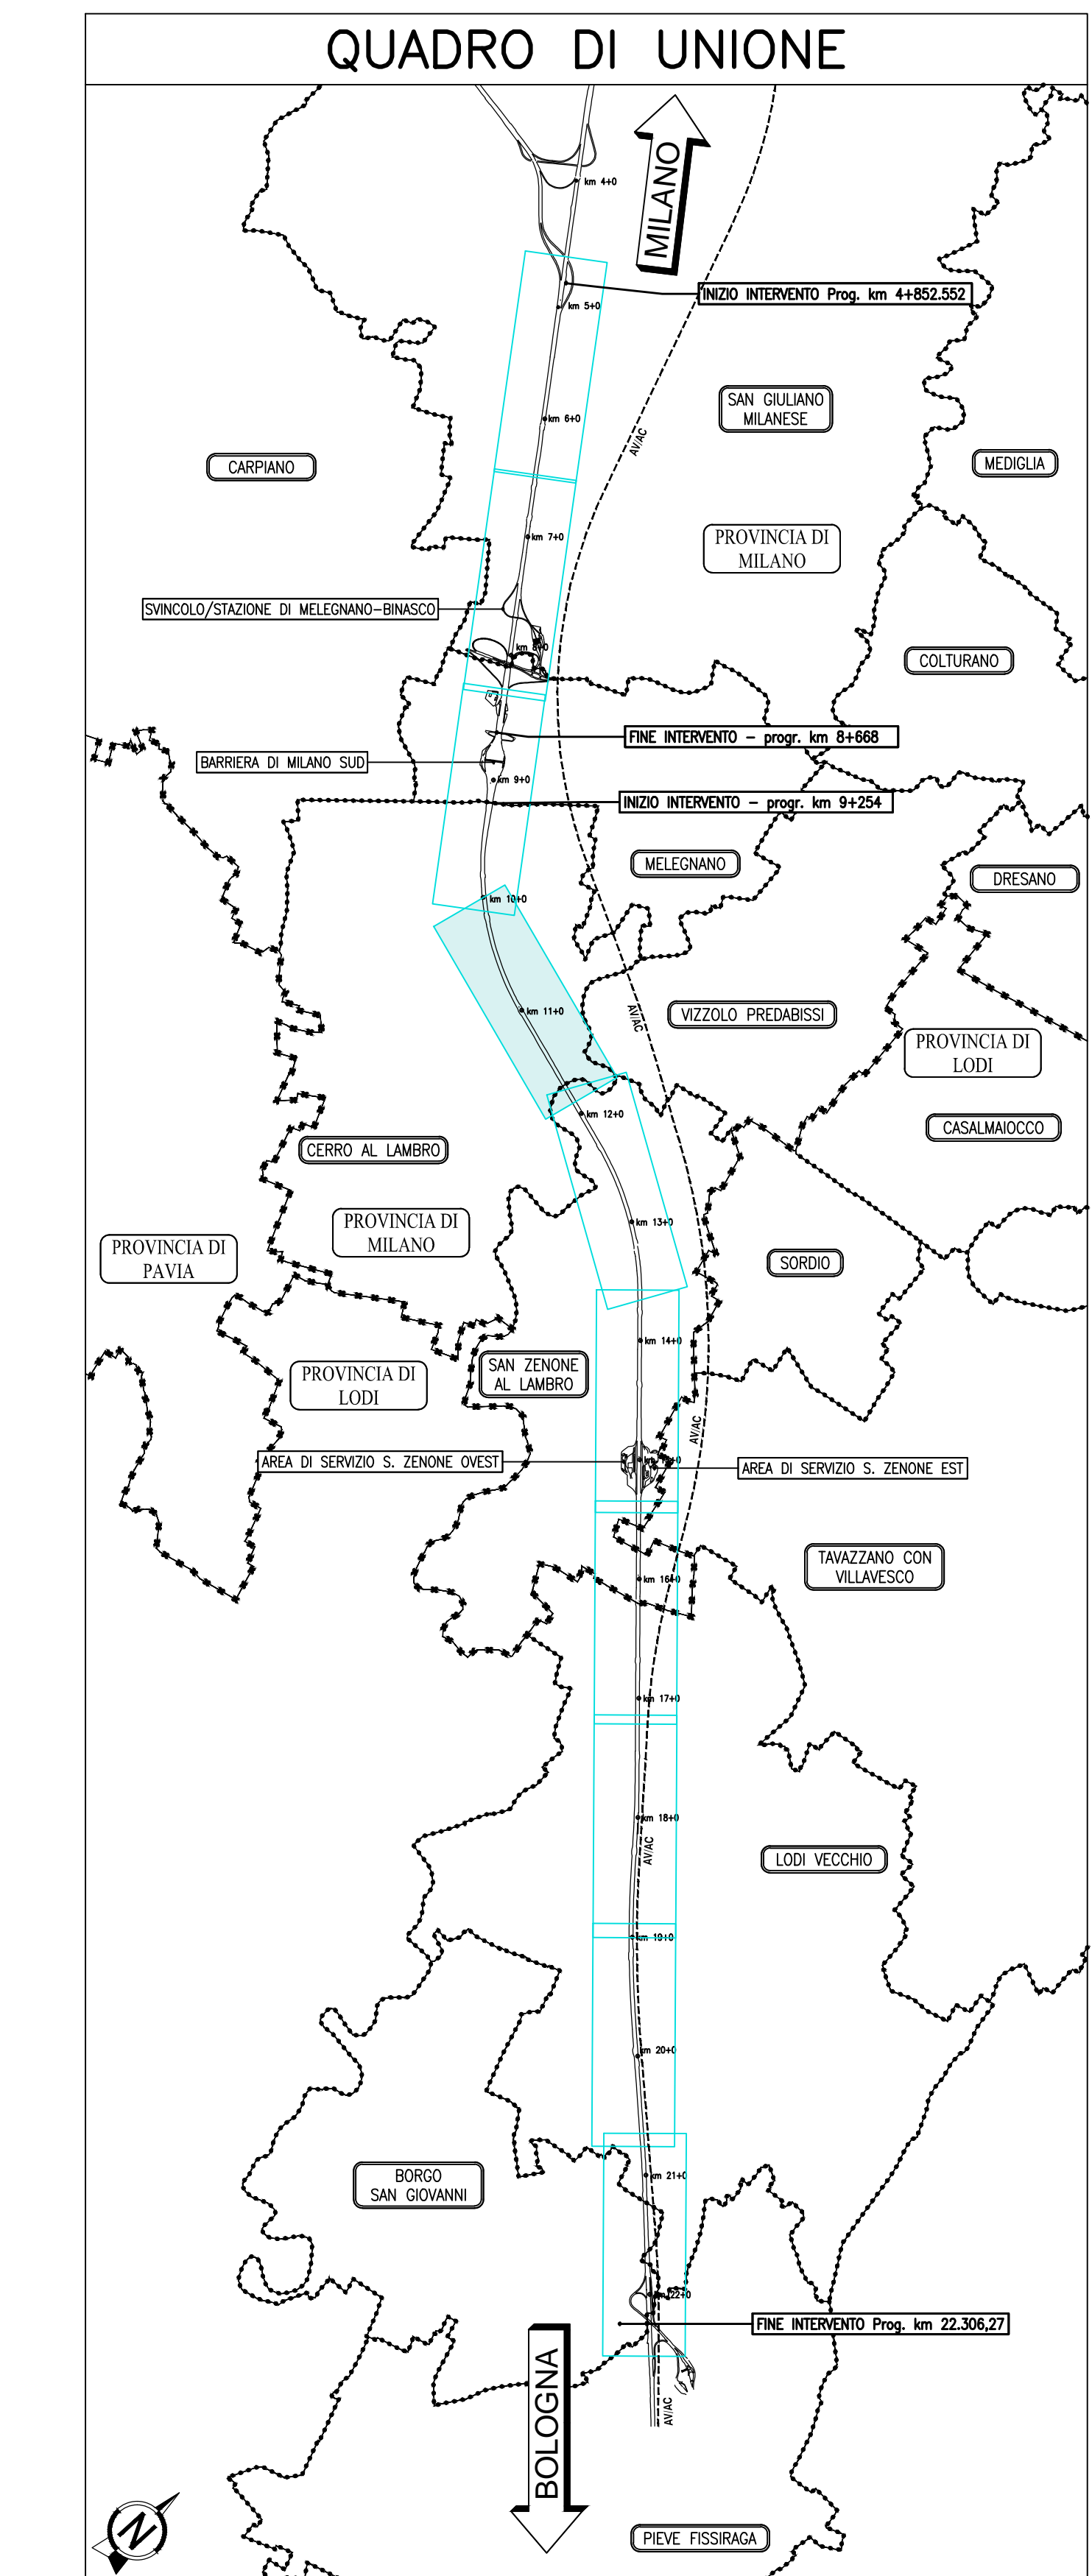 QUADRO DI UNIONE
MILANO
km 4+0
INIZIO INTERVENTO Prog. km 4+852.552
km 5+0
SAN GIULIANO
MILANESE
km 6+0
AV/AC
CARPIANO
MEDIGLIA
km 7+0
PROVINCIA DI
MILANO
SVINCOLO/STAZIONE DI MELEGNANO-BINASCO
COLTURANO
FINE INTERVENTO - progr. km 8+668
BARRIERA DI MILANO SUD
km 9+0
INIZIO INTERVENTO - progr. km 9+254
MELEGNANO
DRESANO
km 10+0
km 11+0
AV/AC
VIZZOLO PREDABISSI
PROVINCIA DI
LODI
km 12+0
CASALMAIOCCO
CERRO AL LAMBRO
PROVINCIA DI
MILANO
km 13+0
PROVINCIA DI
PAVIA
SORDIO
km 14+0
SAN ZENONE
AL LAMBRO
PROVINCIA DI
LODI
AV/AC
AREA DI SERVIZIO S. ZENONE OVEST
AREA DI SERVIZIO S. ZENONE EST
TAVAZZANO CON
VILLAVESCO
km 16+0
km 17+0
km 18+0
AV/AC
LODI VECCHIO
km 19+0
km 20+0
km 21+0
BORGO
SAN GIOVANNI
km 22+0
FINE INTERVENTO Prog. km 22.306,27
BOLOGNA
AV/AC
N
PIEVE FISSIRAGA